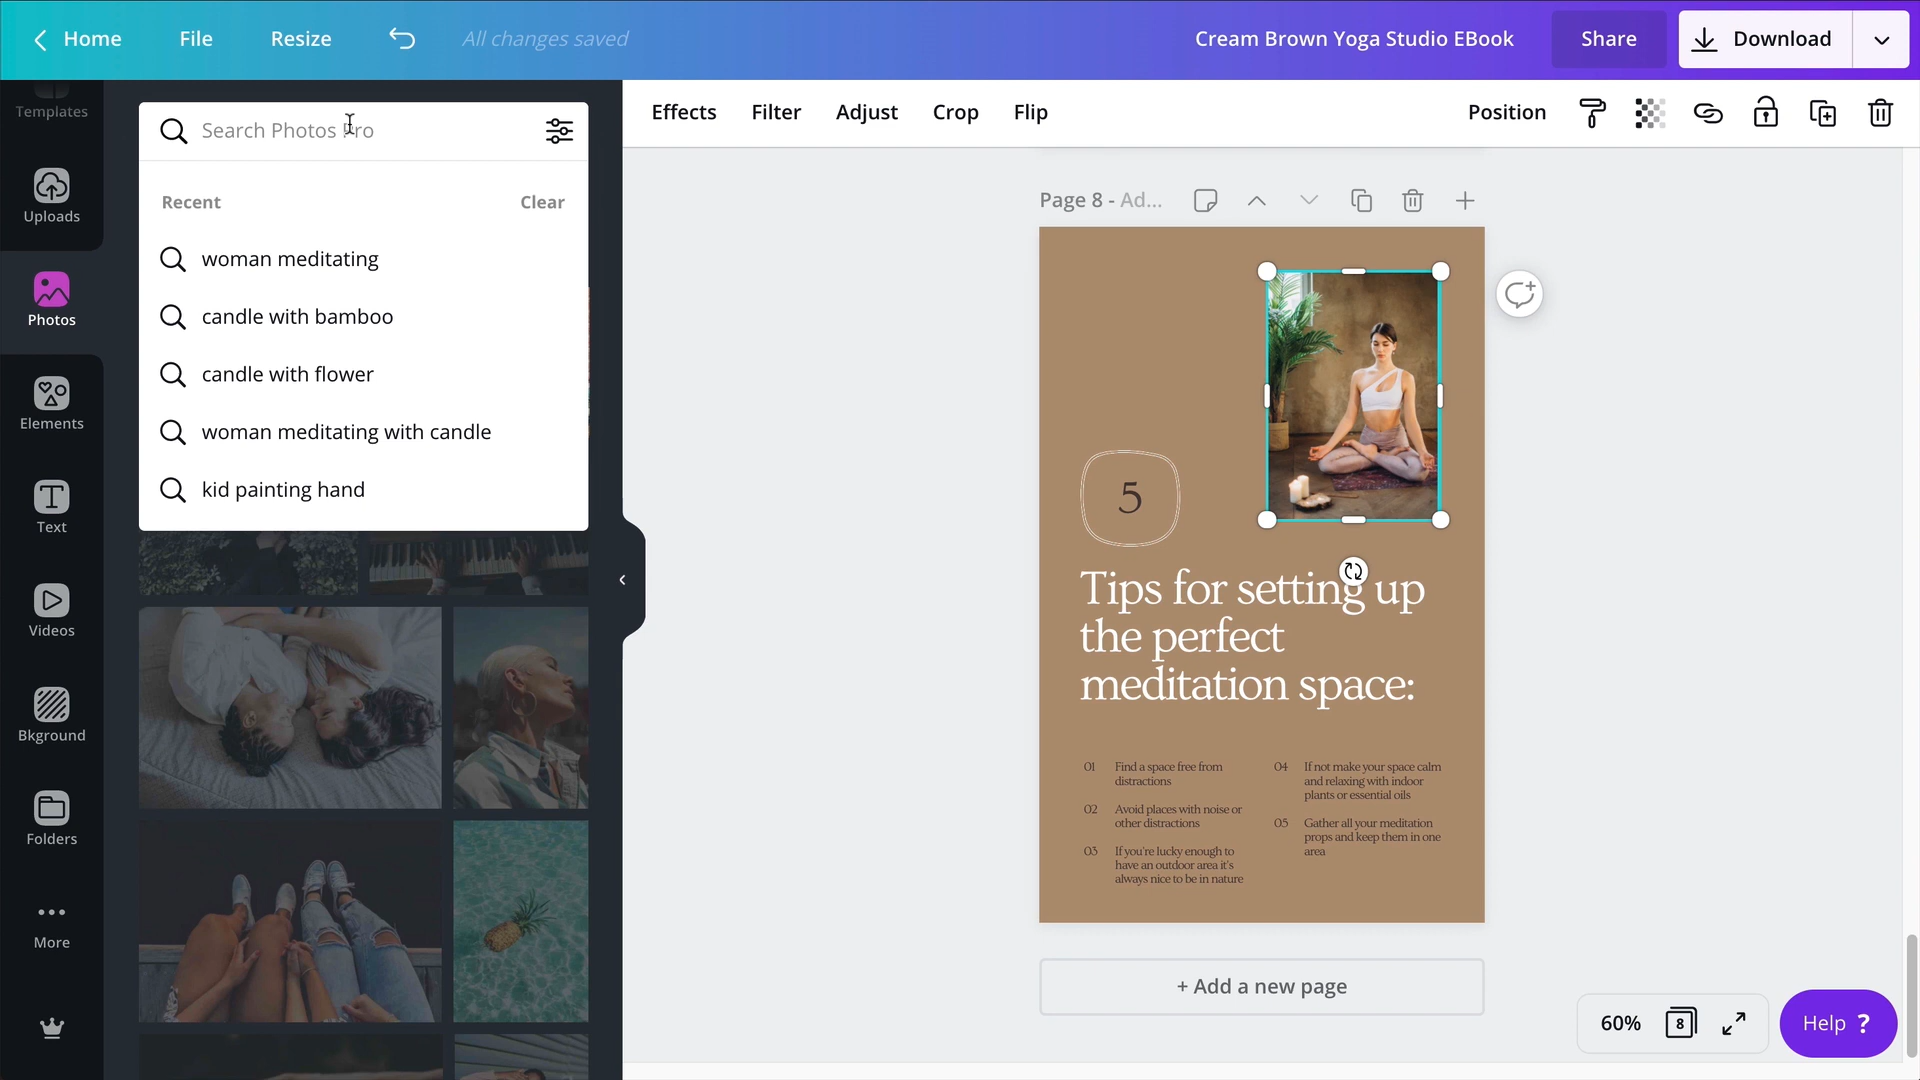 Home
File
Resize
All changes saved
Cream Brown Yoga Studio EBook
Share
Download
Templates
Uploads
Photos
Elements
Text
Videos
Bkground
Folders
More
Search Photos Pro
Recent
Clear
woman meditating
candle with bamboo
candle with flower
woman meditating with candle
kid painting hand
Effects
Filter
Adjust
Crop
Flip
Position
Page 8 - Ad...
5
Tips for setting up
the perfect
meditation space:
01
Find a space free from
distractions
02
Avoid places with noise or
other distractions
03
If you're lucky enough to
have an outdoor area it's
always nice to be in nature
04
If not make your space calm
and relaxing with indoor
plants or essential oils
05
Gather all your meditation
props and keep them in one
area
+ Add a new page
60%
8
Help ?